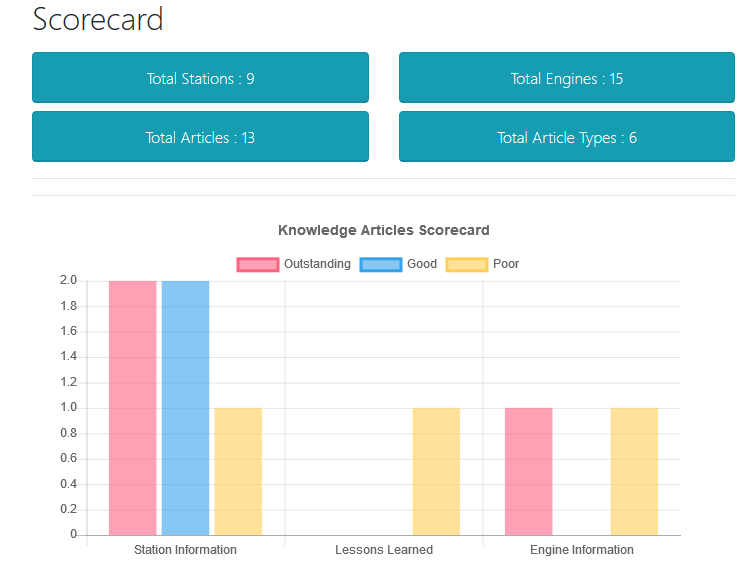 Scorecard
Total Stations : 9
Total Engines : 15
Total Articles : 13
Total Article Types : 6
Knowledge Articles Scorecard
Outstanding Good Poor
2.0
1.8
1.6
1.4
1.2
1.0
0.8
0.6
0.4
0.2
0
Station Information Lessons Learned Engine Information